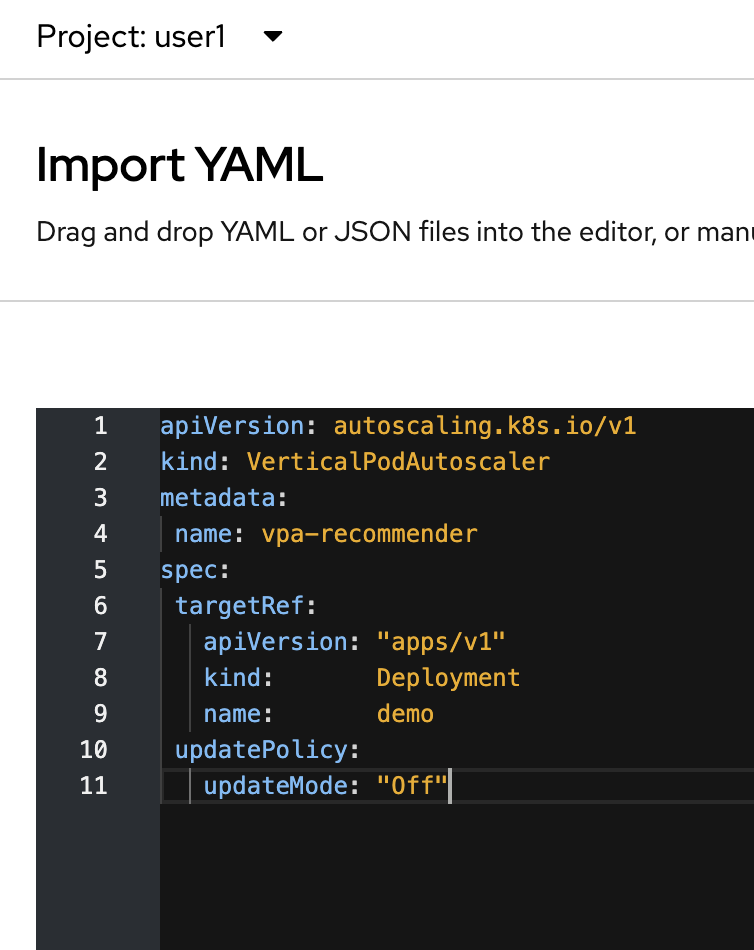 Project: user1
Import YAML
Drag and drop YAML or JSON files into the editor, or
1 apiVersion: autoscaling.k8s.io/v1
2 kind: VerticalPodAutoscaler
3 metadata:
4  name: vpa-recommender
5 spec:
6  targetRef:
7    apiVersion: "apps/v1"
8    kind:       Deployment
9    name:       demo
10  updatePolicy:
11    updateMode: "Off"